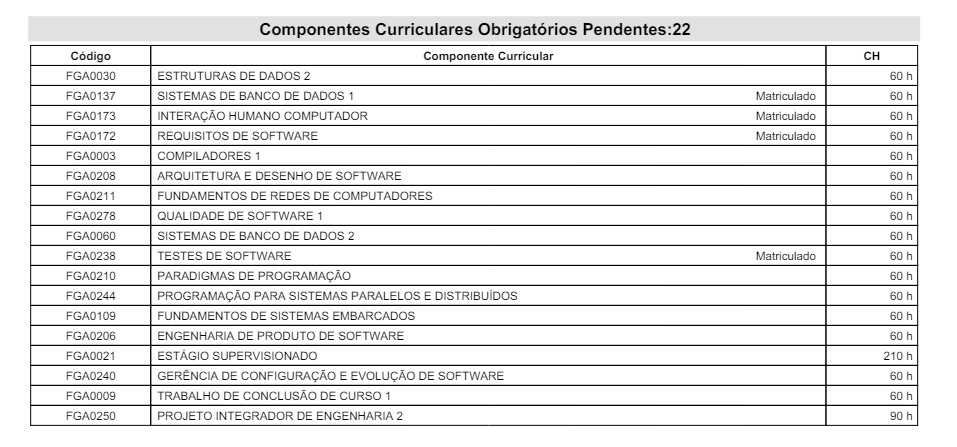 Componentes Curriculares Obrigatórios Pendentes:22
Código Componente Curricular CH
FGA0030 ESTRUTURAS DE DADOS 2 60 h
FGA0137 SISTEMAS DE BANCO DE DADOS 1 Matriculado 60 h
FGA0173 INTERAÇÃO HUMANO COMPUTADOR Matriculado 60 h
FGA0172 REQUISITOS DE SOFTWARE Matriculado 60 h
FGA0003 COMPILADORES 1 60 h
FGA0208 ARQUITETURA E DESENHO DE SOFTWARE 60 h
FGA0211 FUNDAMENTOS DE REDES DE COMPUTADORES 60 h
FGA0278 QUALIDADE DE SOFTWARE 1 60 h
FGA0060 SISTEMAS DE BANCO DE DADOS 2 60 h
FGA0238 TESTES DE SOFTWARE Matriculado 60 h
FGA0210 PARADIGMAS DE PROGRAMAÇÃO 60 h
FGA0244 PROGRAMAÇÃO PARA SISTEMAS PARALELOS E DISTRIBUÍDOS 60 h
FGA0109 FUNDAMENTOS DE SISTEMAS EMBARCADOS 60 h
FGA0206 ENGENHARIA DE PRODUTO DE SOFTWARE 60 h
FGA0021 ESTÁGIO SUPERVISIONADO 210 h
FGA0240 GERÊNCIA DE CONFIGURAÇÃO E EVOLUÇÃO DE SOFTWARE 60 h
FGA0009 TRABALHO DE CONCLUSÃO DE CURSO 1 60 h
FGA0250 PROJETO INTEGRADOR DE ENGENHARIA 2 90 h